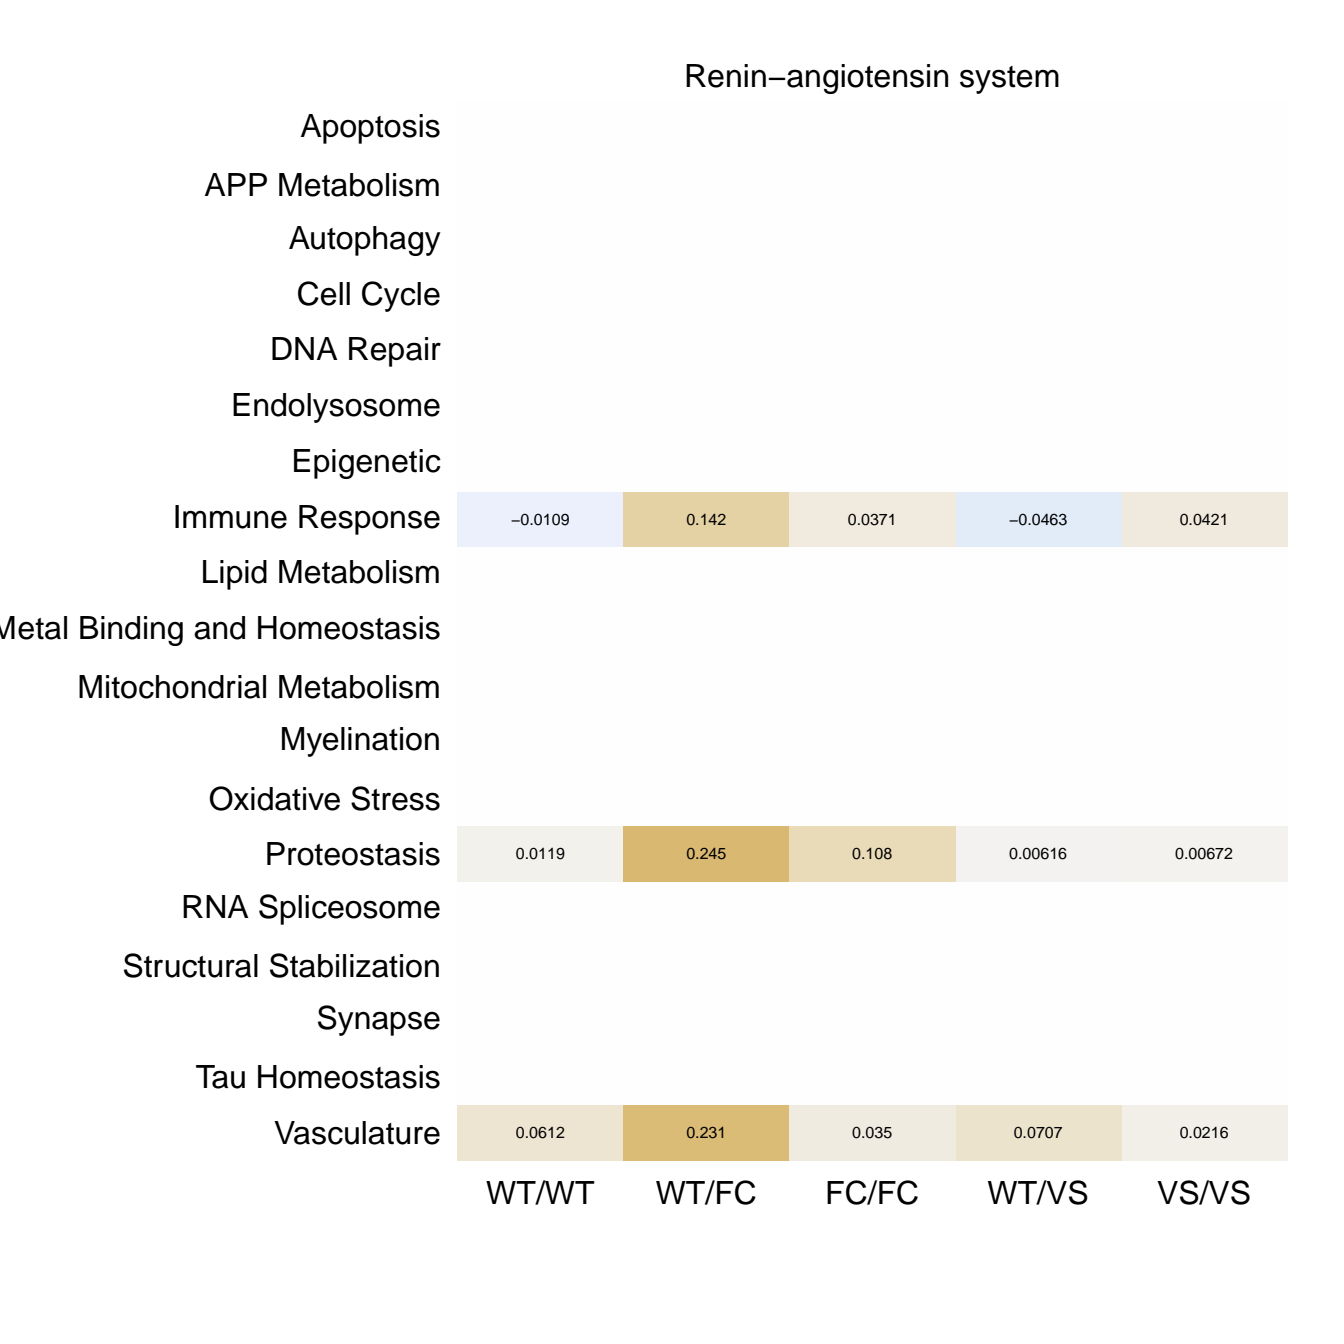 Renin−angiotensin system
Apoptosis
APP Metabolism
Autophagy
Cell Cycle
DNA Repair
Endolysosome
Epigenetic
Immune Response −0.0109 0.142 0.0371 −0.0463 0.0421
Lipid Metabolism
Metal Binding and Homeostasis
Mitochondrial Metabolism
Myelination
Oxidative Stress
Proteostasis 0.0119 0.245 0.108 0.00616 0.00672
RNA Spliceosome
Structural Stabilization
Synapse
Tau Homeostasis
Vasculature 0.0612 0.231 0.035 0.0707 0.0216
WT/WT WT/FC FC/FC WT/VS VS/VS